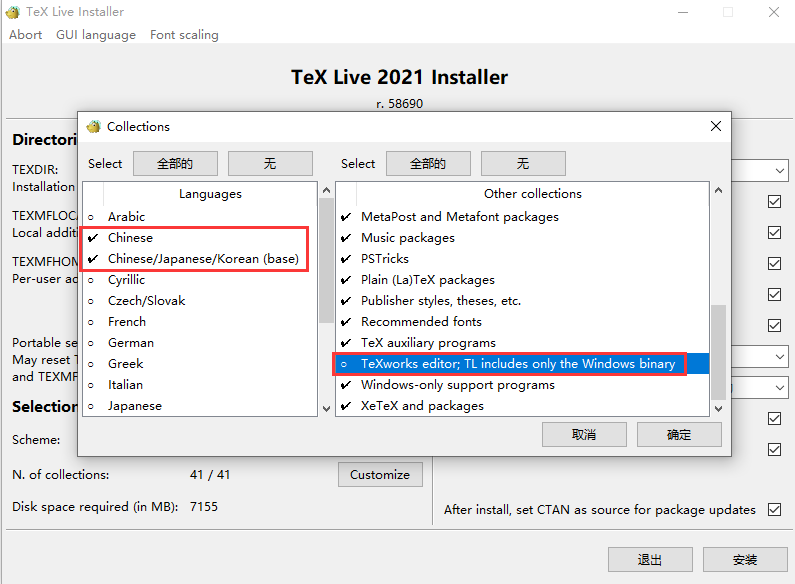 TeX Live Installer
Abort GUI language Font scaling
TeX Live 2021 Installer
r. 58690
Collections
Select 全部的 无 Select 全部的 无
Languages
Arabic
Chinese
Chinese/Japanese/Korean (base)
Cyrillic
Czech/Slovak
French
German
Greek
Italian
Japanese
Other collections
MetaPost and Metafont packages
Music packages
PSTricks
Plain (La)TeX packages
Publisher styles, theses, etc.
Recommended fonts
TeX auxiliary programs
TeXworks editor; TL includes only the Windows binary
Windows-only support programs
XeTeX and packages
取消 确定
Directori
TEXDIR:
Installation
TEXMFLOCA
Local addit
TEXMFHOM
Per-user ad
Portable se
May reset T
and TEXMF
Selection
Scheme:
N. of collections: 41 / 41 Customize
Disk space required (in MB): 7155
After install, set CTAN as source for package updates
退出 安装